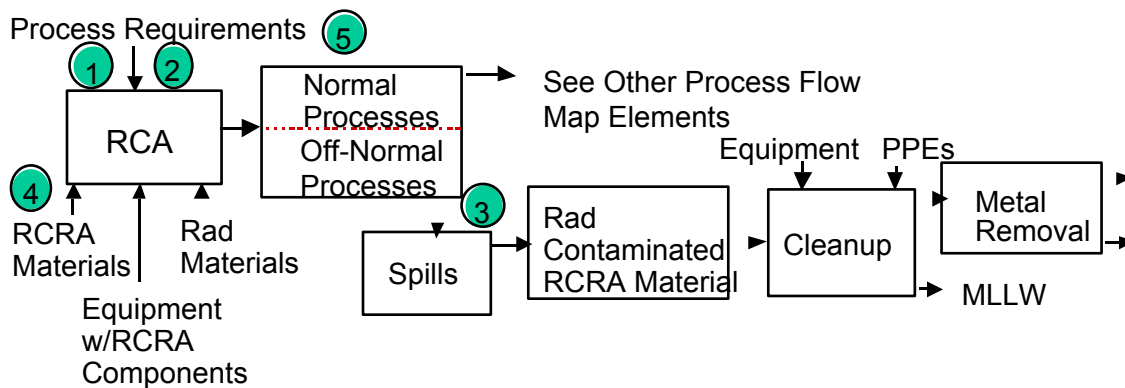 Process Requirements
5
1
2
RCA
Normal
Processes
Off-Normal
Processes
See Other Process Flow
Map Elements
4
RCRA
Materials
Rad
Materials
Equipment
w/RCRA
Components
3
Spills
Rad
Contaminated
RCRA Material
Equipment
PPEs
Cleanup
Metal
Removal
MLLW